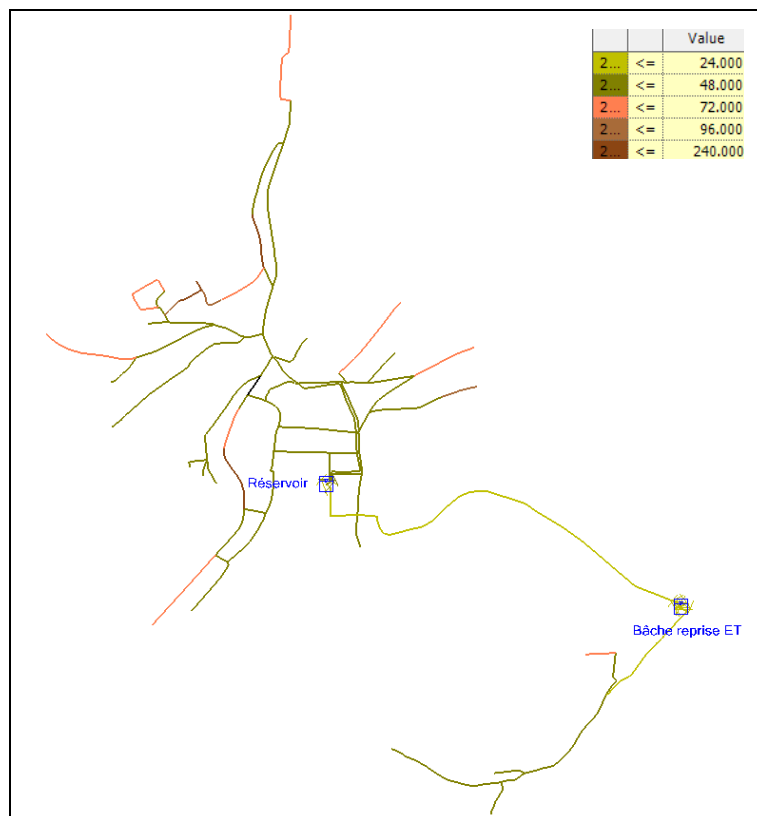 Value
2... <= 24.000
2... <= 48.000
2... <= 72.000
2... <= 96.000
2... <= 240.000
Réservoir
Bâche reprise ET